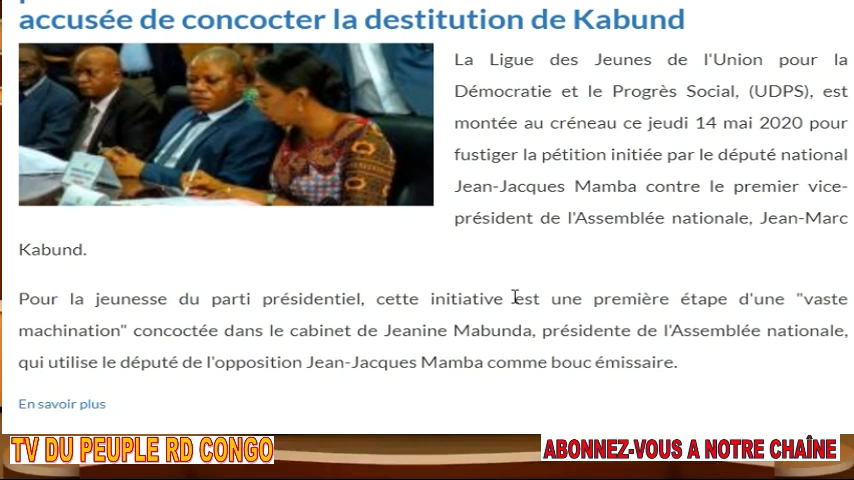 accusée de concocter la destitution de Kabund
La Ligue des Jeunes de l'Union pour la
Démocratie et le Progrès Social, (UDPS), est
montée au créneau ce jeudi 14 mai 2020 pour
fustiger la pétition initiée par le député national
Jean-Jacques Mamba contre le premier vice-
président de l'Assemblée nationale, Jean-Marc
Kabund.
Pour la jeunesse du parti présidentiel, cette initiative est une première étape d'une "vaste
machination" concoctée dans le cabinet de Jeanine Mabunda, présidente de l'Assemblée nationale,
qui utilise le député de l'opposition Jean-Jacques Mamba comme bouc émissaire.
En savoir plus
TV DU PEUPLE RD CONGO
ABONNEZ-VOUS A NOTRE CHAÎNE